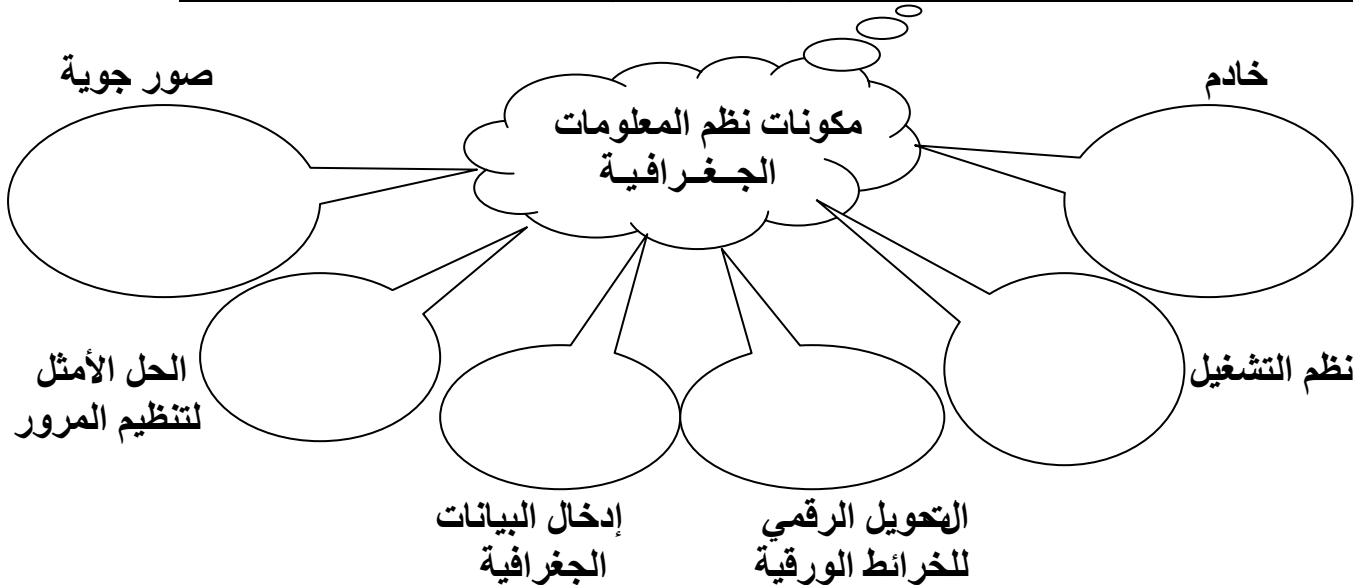 خادم
صور جوية
مكونات نظم المعلومات
الجـغـرافـيـة
نظم التشغيل
الحل الأمثل
لتنظيم المرور
التحويل الرقمي
للخرائط الورقية
إدخال البيانات
الجغرافية